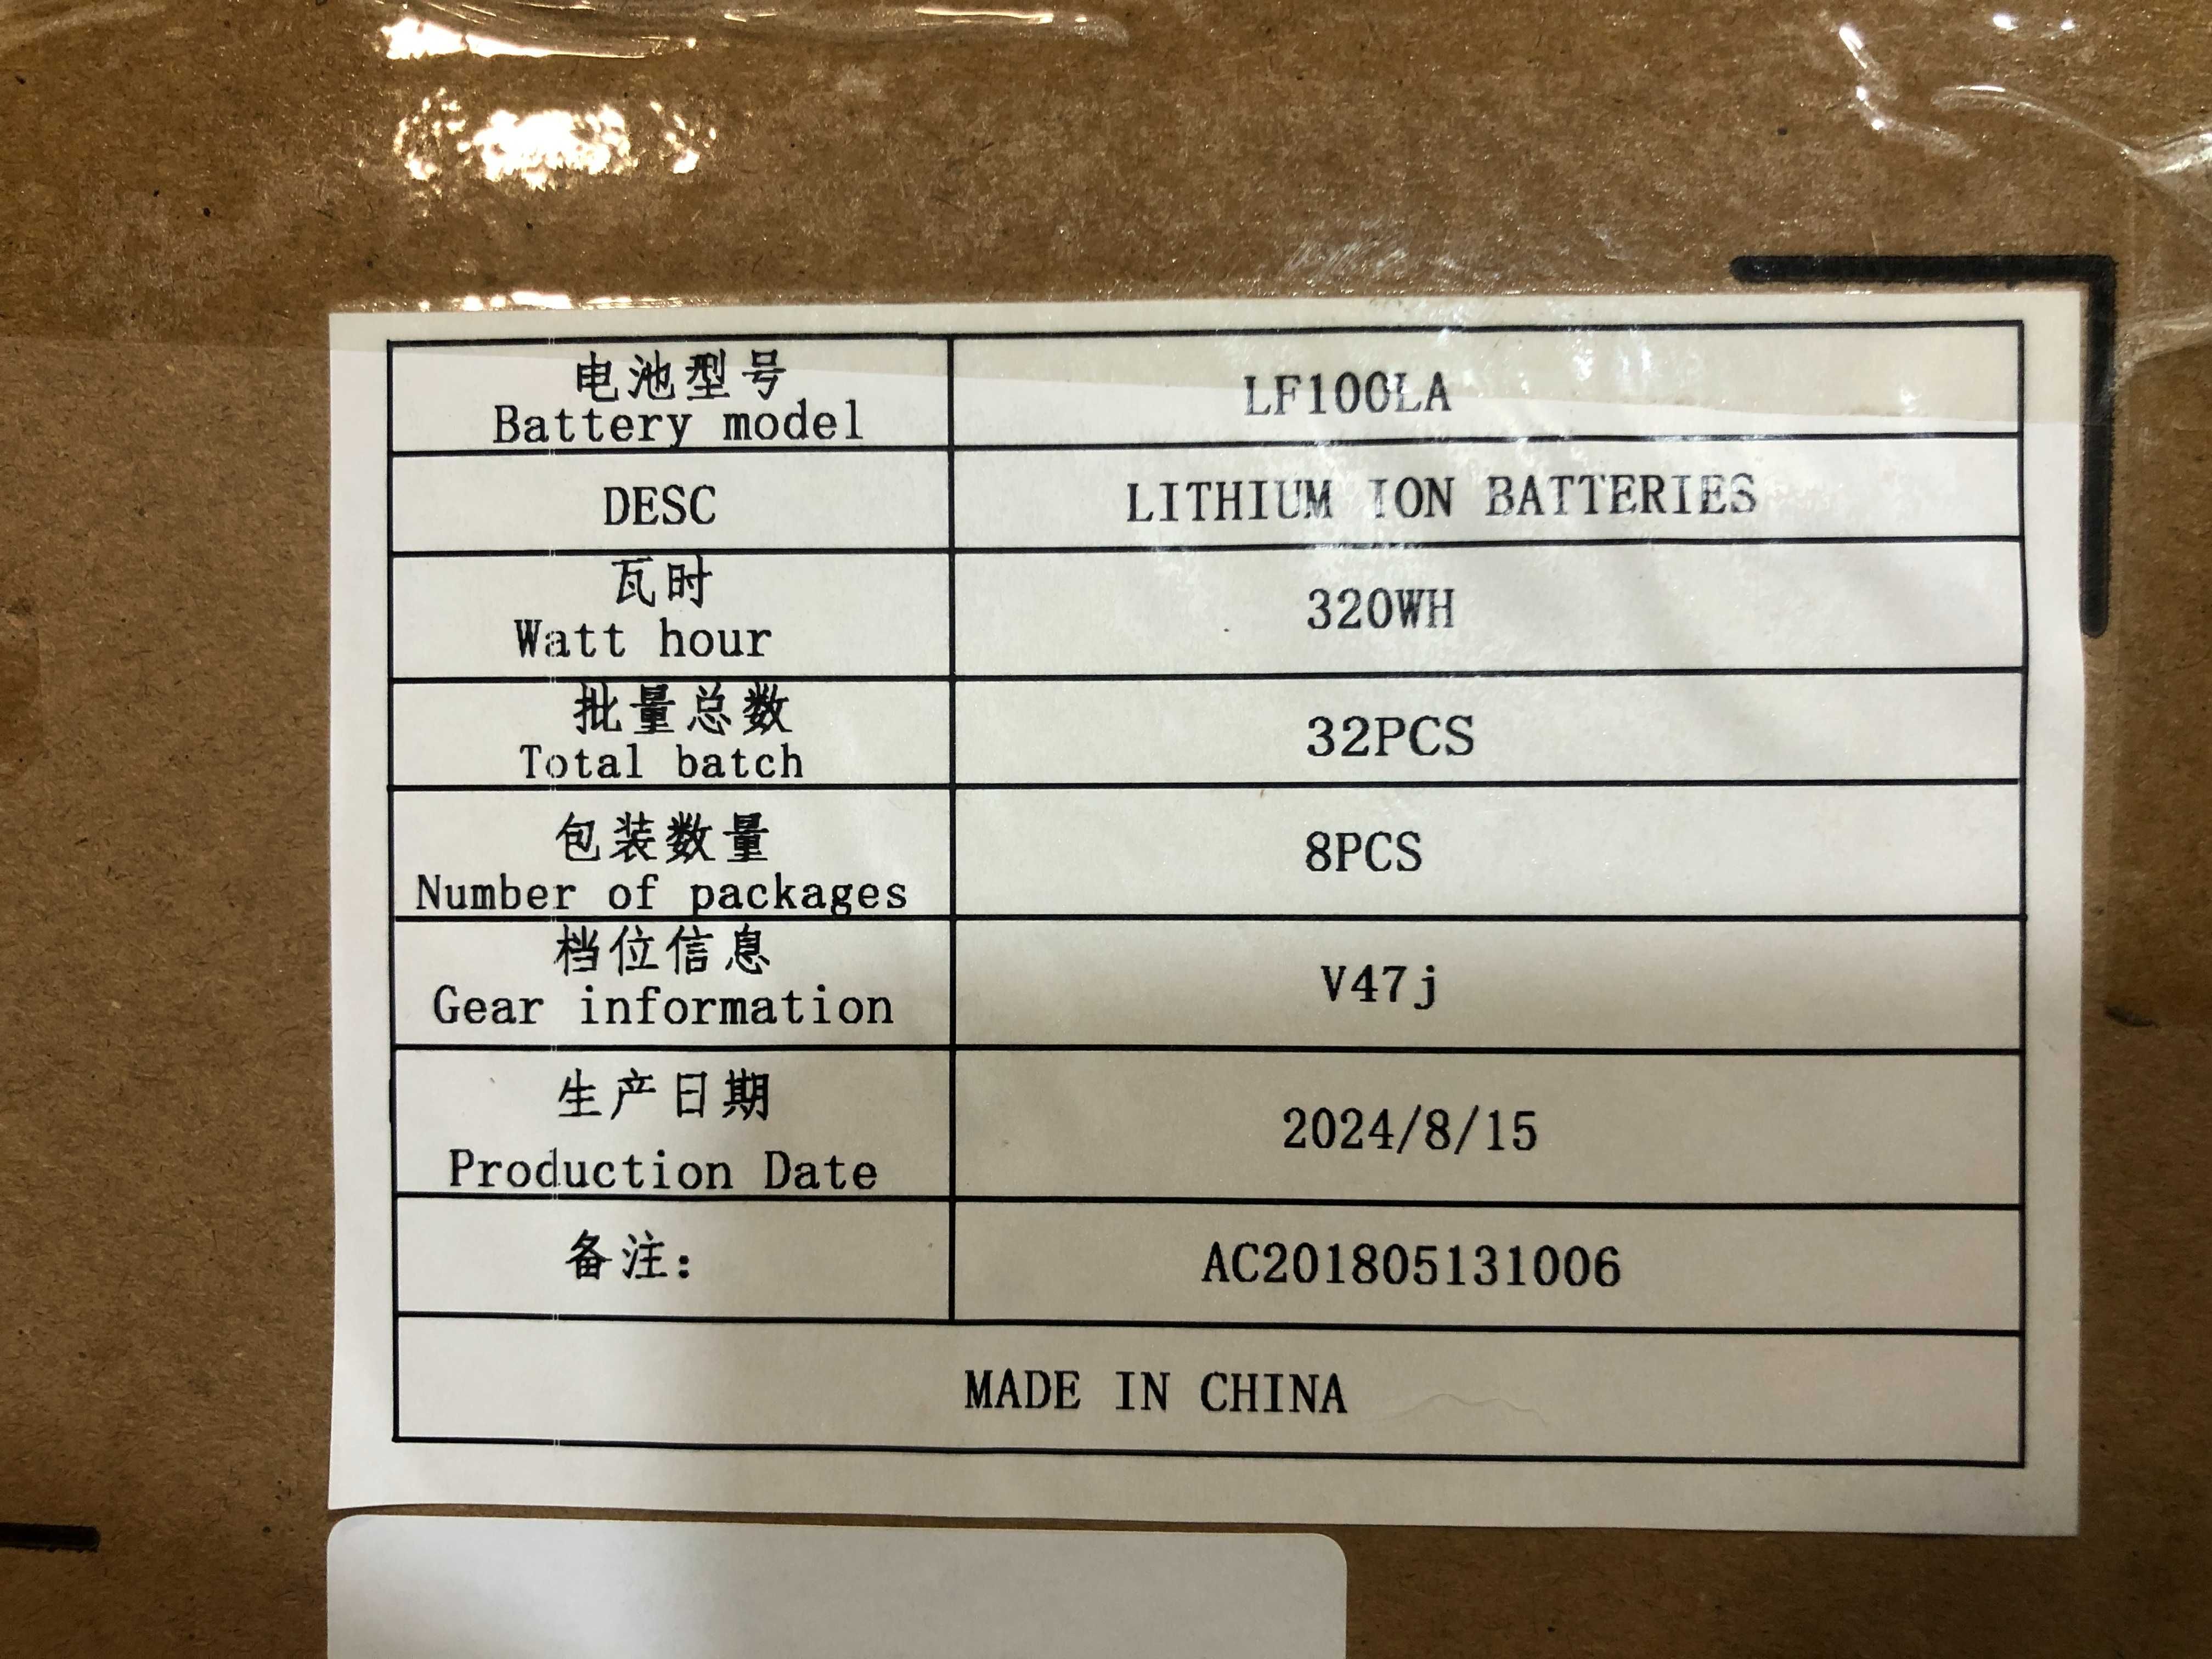 电池型号
Battery model
LF100LA
DESC
LITHIUM ION BATTERIES
瓦时
Watt hour
320WH
批量总数
Total batch
32PCS
包装数量
Number of packages
8PCS
档位信息
Gear information
V47j
生产日期
Production Date
2024/8/15
备注:
AC201805131006
MADE IN CHINA